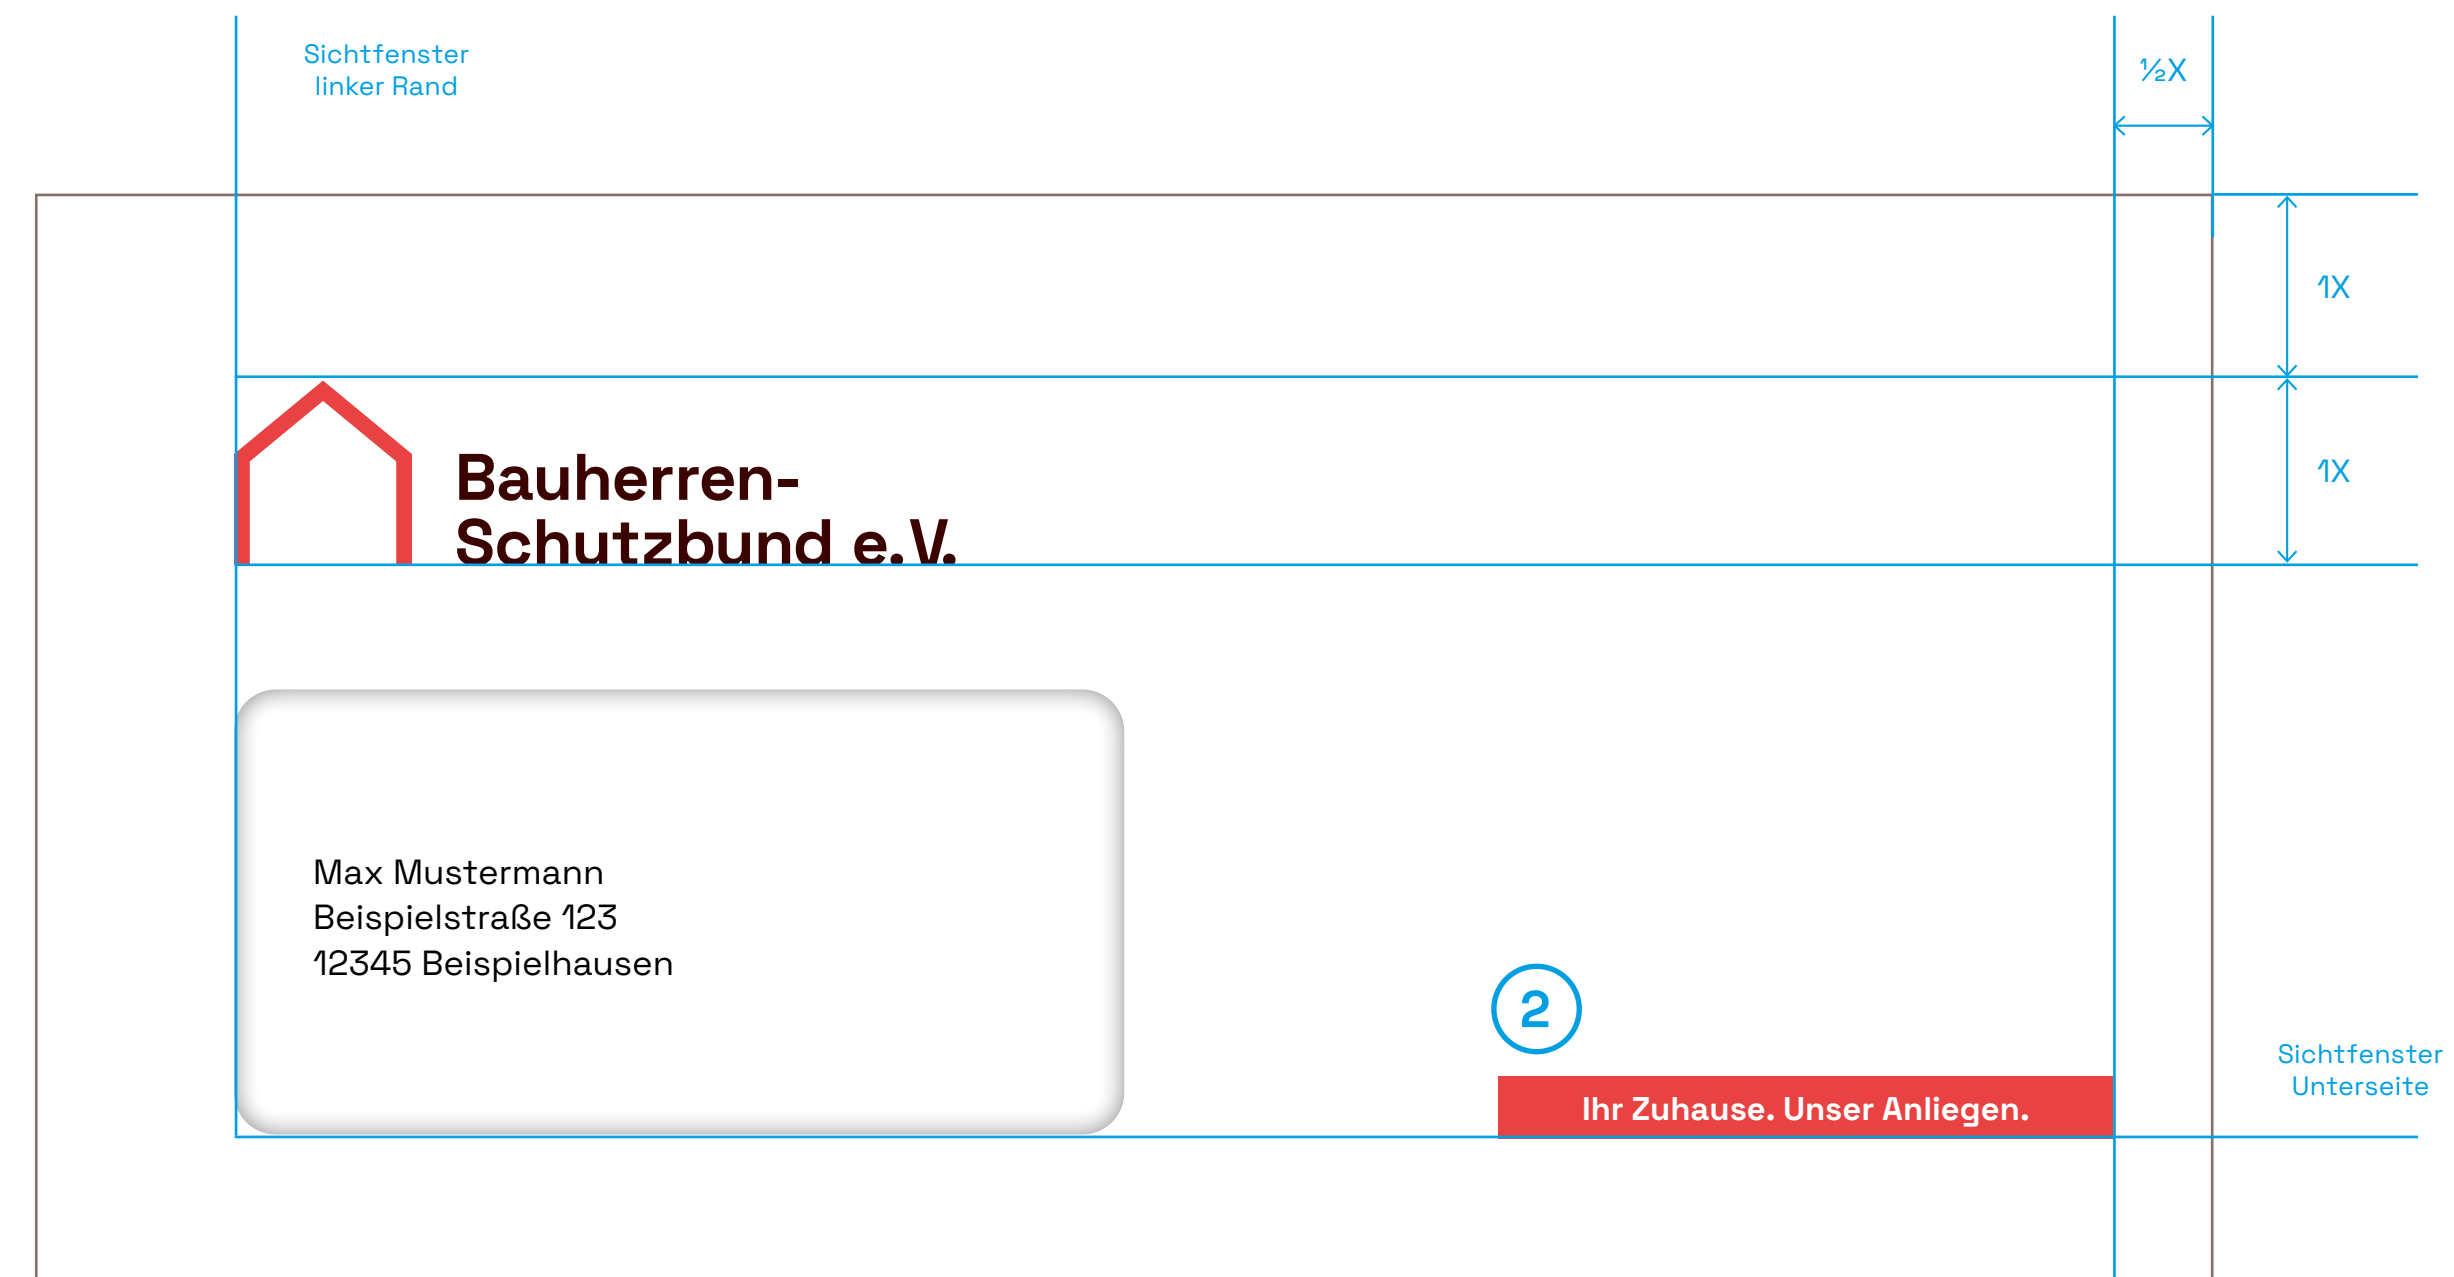 Sichtfenster
linker Rand
½X
1X
1X
Bauherren-
Schutzbund e.V.
Max Mustermann
Beispielstraße 123
12345 Beispielhausen
2
Ihr Zuhause. Unser Anliegen.
Sichtfenster
Unterseite